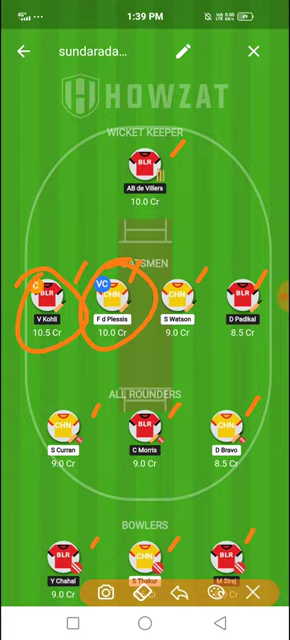 4G
1:39 PM
sundarada...
HOWZAT
WICKET KEEPER
BLR
AB de Villers
10.0 Cr
C BLR VC CHN CHN BLR
V Kohli F d Plessis S Watson D Padikal
10.5 Cr 10.0 Cr 9.0 Cr 8.5 Cr
ALL ROUNDERS
CHN BLR CHN
S Curran C Morris D Bravo
9.0 Cr 9.0 Cr 8.5 Cr
BOWLERS
BLR CHN BLR
Y Chahal S Thakur M Siraj
9.0 Cr